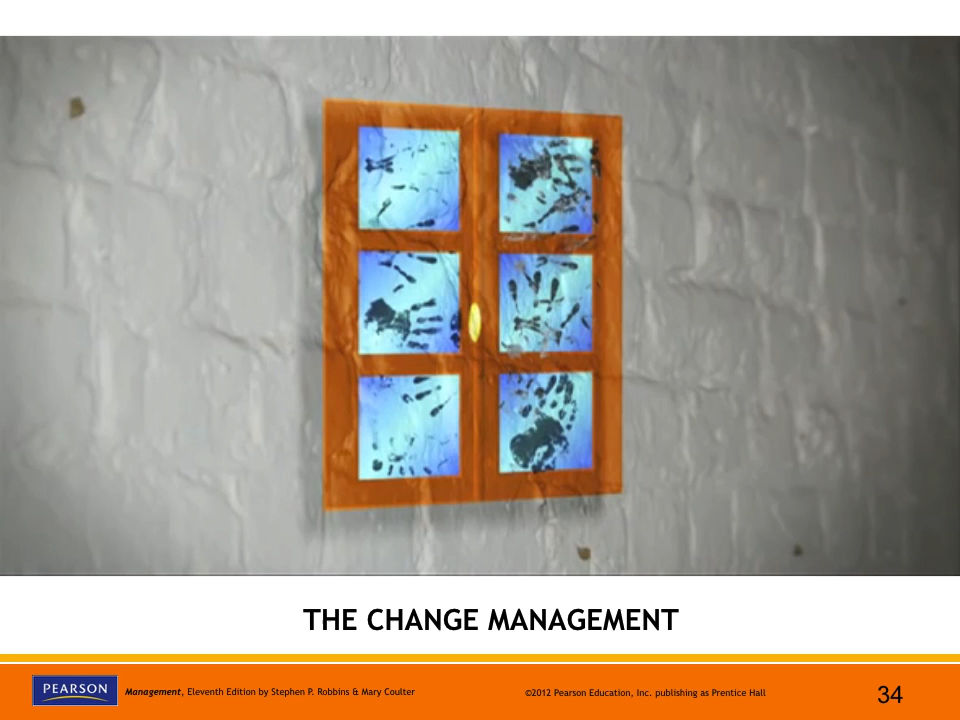 THE CHANGE MANAGEMENT
PEARSON
Management, Eleventh Edition by Stephen P. Robbins & Mary Coulter
©2012 Pearson Education, Inc. publishing as Prentice Hall
34